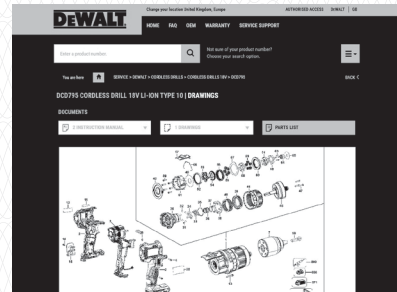 DEWALT
Change your location United Kingdom, Europe
AUTHORISED ACCESS DEWALT | GB
HOME FAQ OEM WARRANTY SERVICE SUPPORT
Enter a product number.
Not sure of your product number?
Choose your search option.
You are here SERVICE > DEWALT > CORDLESS DRILLS > CORDLESS DRILLS 18V > DCD795
BACK
DCD795 CORDLESS DRILL 18V LI-ION TYPE 10 | DRAWINGS
DOCUMENTS
2 INSTRUCTION MANUAL
1 DRAWINGS
PARTS LIST